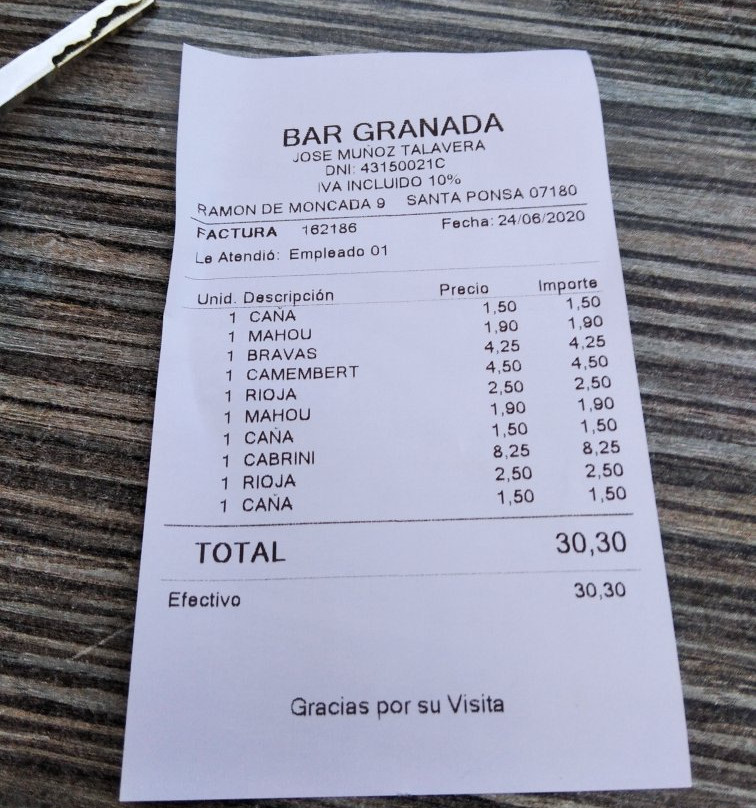 BAR GRANADA
JOSE MUÑOZ TALAVERA
DNI: 43150021C
IVA INCLUIDO 10%
RAMON DE MONCADA 9 SANTA PONSA 07180
FACTURA 162186 Fecha: 24/06/2020
Le Atendió: Empleado 01
Unid. Descripción Precio Importe
1 CAÑA 1,50 1,50
1 MAHOU 1,90 1,90
1 BRAVAS 4,25 4,25
1 CAMEMBERT 4,50 4,50
1 RIOJA 2,50 2,50
1 MAHOU 1,90 1,90
1 CAÑA 1,50 1,50
1 CABRINI 8,25 8,25
1 RIOJA 2,50 2,50
1 CAÑA 1,50 1,50
TOTAL 30,30
Efectivo 30,30
Gracias por su Visita